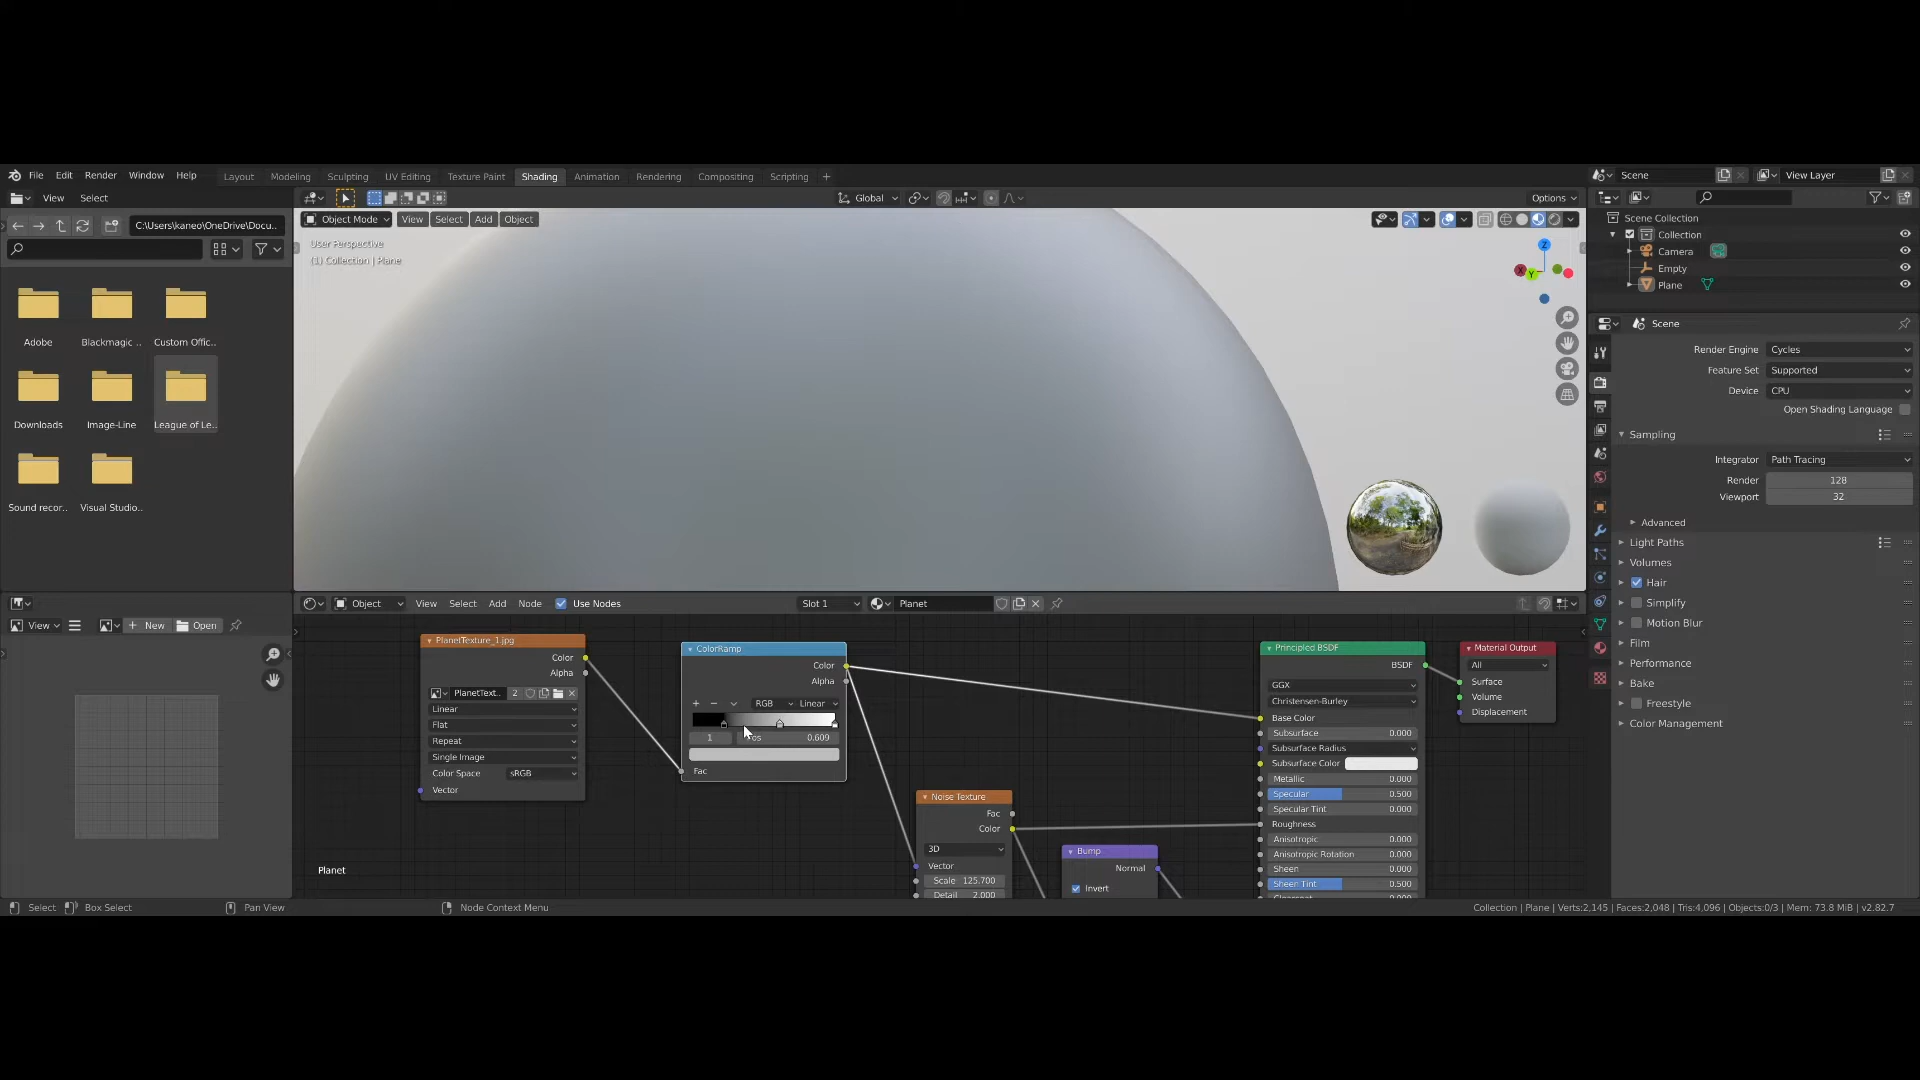 File Edit Render Window Help
Layout Modeling Sculpting UV Editing Texture Paint Shading Animation Rendering Compositing Scripting +
Scene
View Layer
View Select
Global
Options
C:\Users\kaneo\OneDrive\Docu..
Object Mode View Select Add Object
User Perspective
(1) Collection | Plane
Z
X
Y
Adobe
Blackmagic ..
Custom Offic..
Downloads
Image-Line
League of Le..
Sound recor..
Visual Studio..
Scene Collection
Collection
Camera
Empty
Plane
Scene
Render Engine Cycles
Feature Set Supported
Device CPU
Open Shading Language
Sampling
Integrator Path Tracing
Render 128
Viewport 32
Advanced
Light Paths
Volumes
Hair
Simplify
Motion Blur
Film
Performance
Bake
Freestyle
Color Management
Object View Select Add Node Use Nodes
Slot 1
Planet
View
+ New
Open
PlanetTexture_1.jpg
Color
Alpha
PlanetText.. 2
Linear
Flat
Repeat
Single Image
Color Space sRGB
Vector
ColorRamp
Color
Alpha
+ − RGB Linear
1
0.609
Fac
Noise Texture
Fac
Color
3D
Vector
Scale 125.700
Detail 2.000
Bump
Normal
Invert
Principled BSDF
BSDF
GGX
Christensen-Burley
Base Color
Subsurface 0.000
Subsurface Radius
Subsurface Color
Metallic 0.000
Specular 0.500
Specular Tint 0.000
Roughness
Anisotropic 0.000
Anisotropic Rotation 0.000
Sheen 0.000
Sheen Tint 0.500
Material Output
All
Surface
Volume
Displacement
Planet
Select
Box Select
Pan View
Node Context Menu
Collection | Plane | Verts:2,145 | Faces:2,048 | Tris:4,096 | Objects:0/3 | Mem: 73.8 MiB | v2.82.7